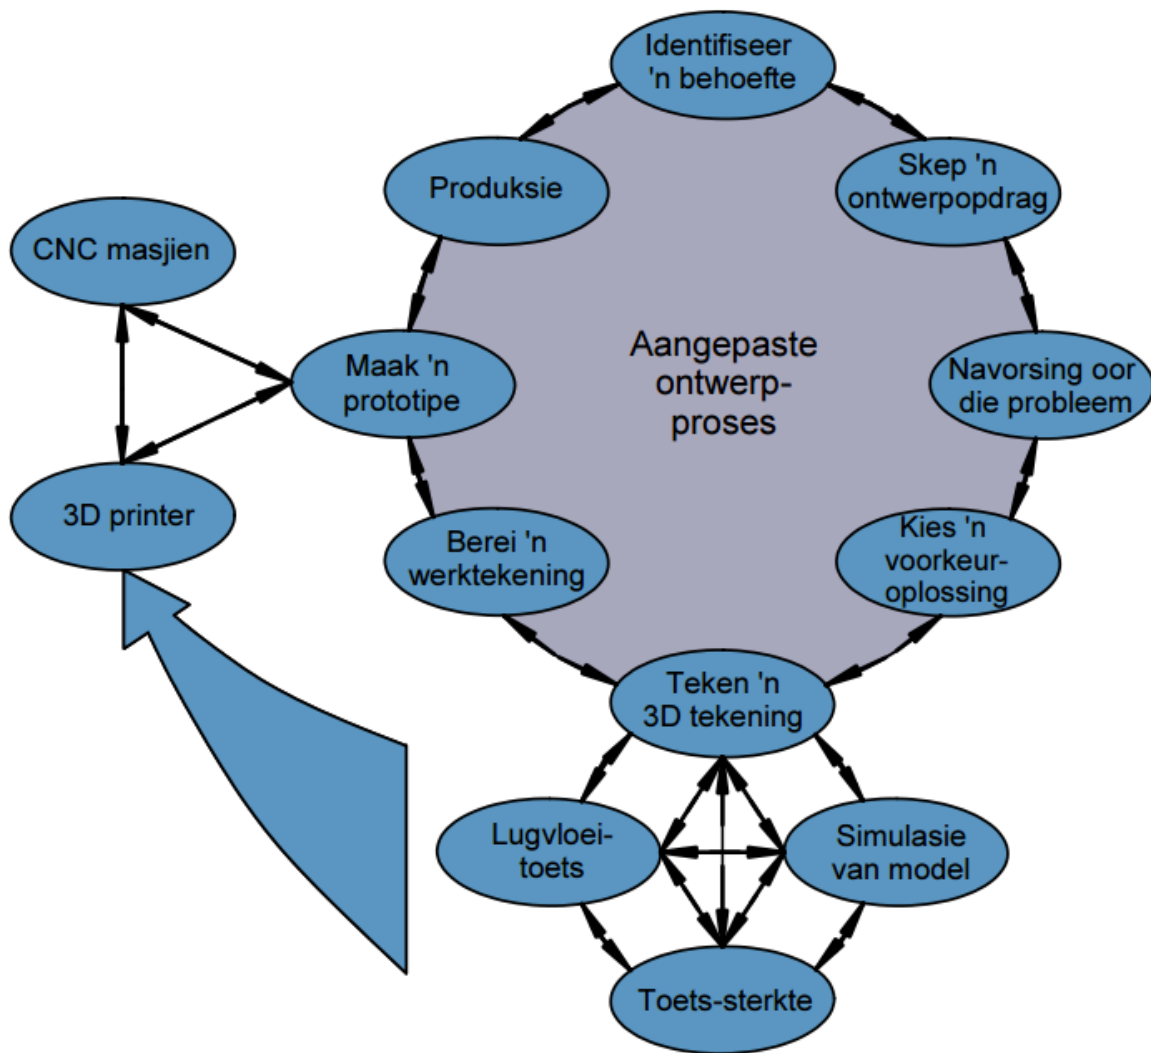 Identifiseer
'n behoefte
Produksie
Skep 'n
ontwerpopdrag
CNC masjien
Aangepaste
ontwerp-
proses
Maak 'n
prototipe
Navorsing oor
die probleem
3D printer
Berei 'n
werktekening
Kies 'n
voorkeur-
oplossing
Teken 'n
3D tekening
Lugvloei-
toets
Simulasie
van model
Toets-sterkte